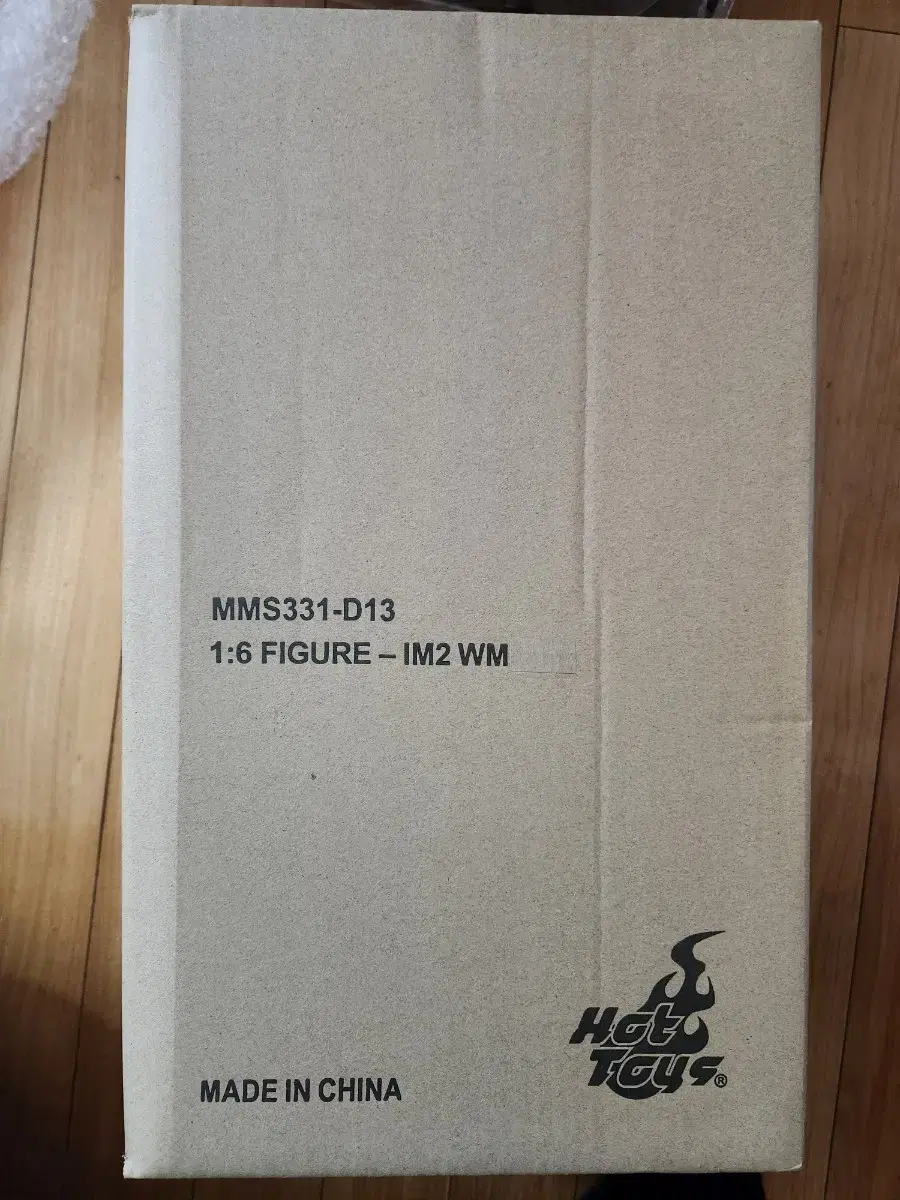 MMS331-D13
1:6 FIGURE – IM2 WM
Hot
Toys®
MADE IN CHINA